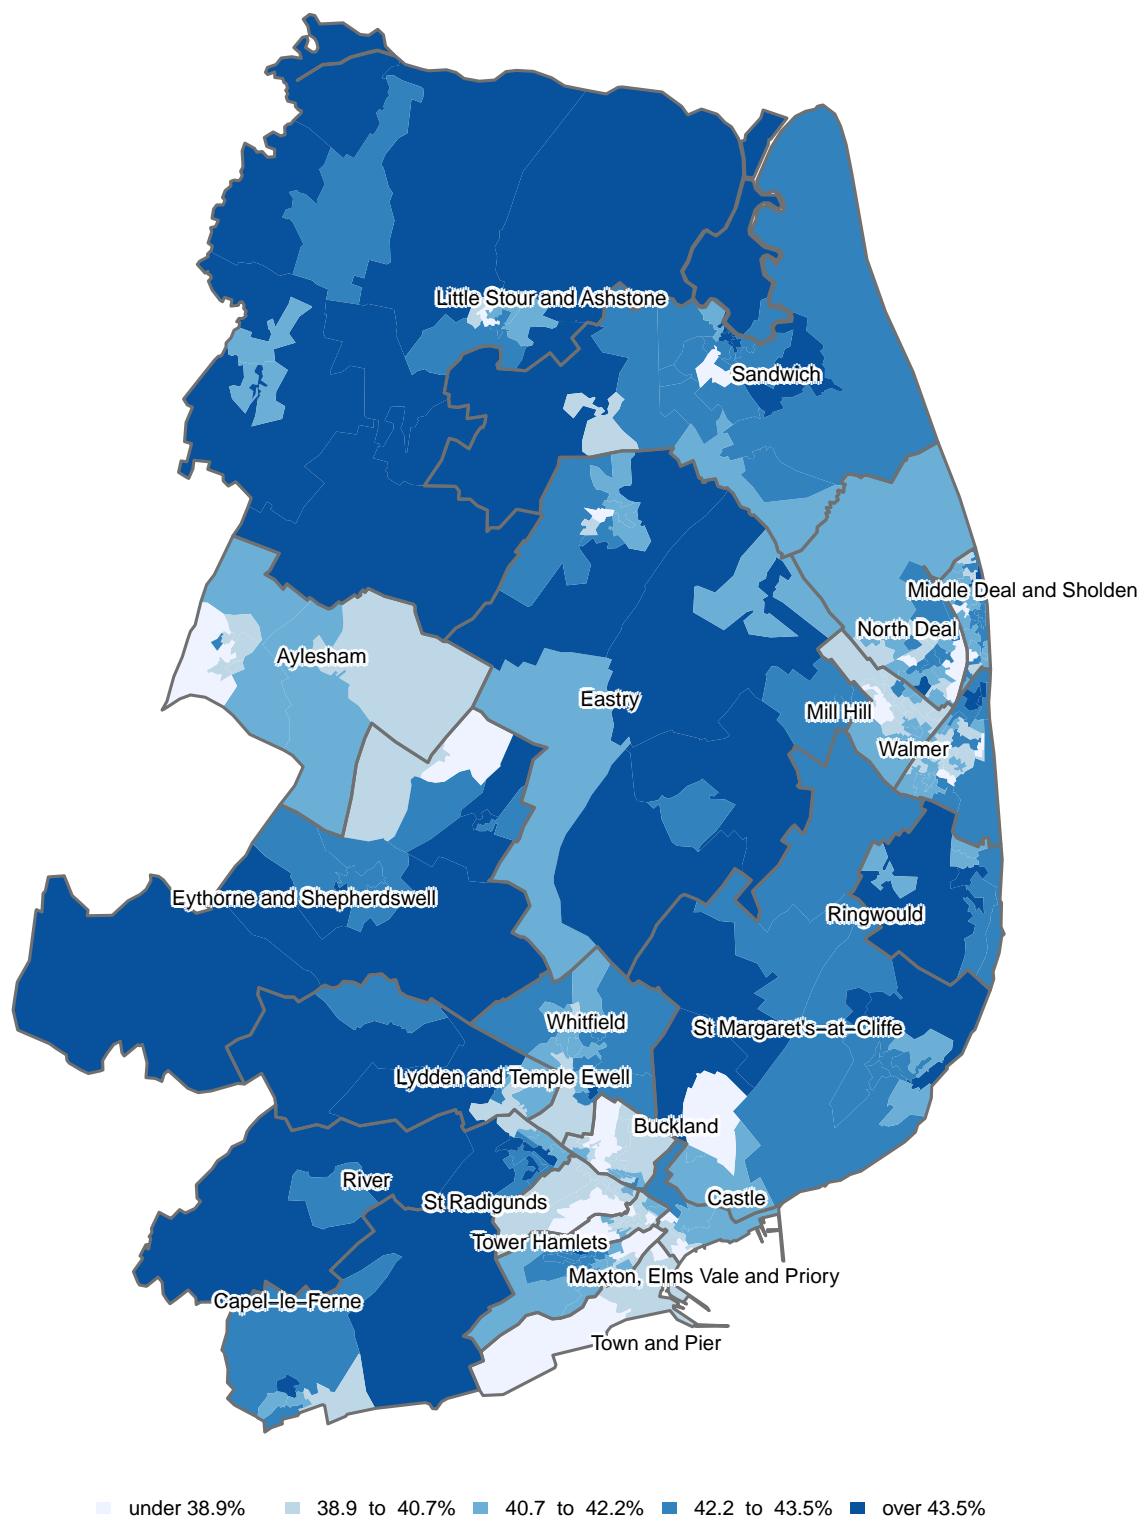 Little Stour and Ashstone
Sandwich
Middle Deal and Sholden
North Deal
Aylesham
Eastry
Mill Hill
Walmer
Eythorne and Shepherdswell
Ringwould
Whitfield
St Margaret's–at–Cliffe
Lydden and Temple Ewell
Buckland
River
St Radigunds
Castle
Tower Hamlets
Maxton, Elms Vale and Priory
Capel–le–Ferne
Town and Pier
under 38.9% 38.9 to 40.7% 40.7 to 42.2% 42.2 to 43.5% over 43.5%